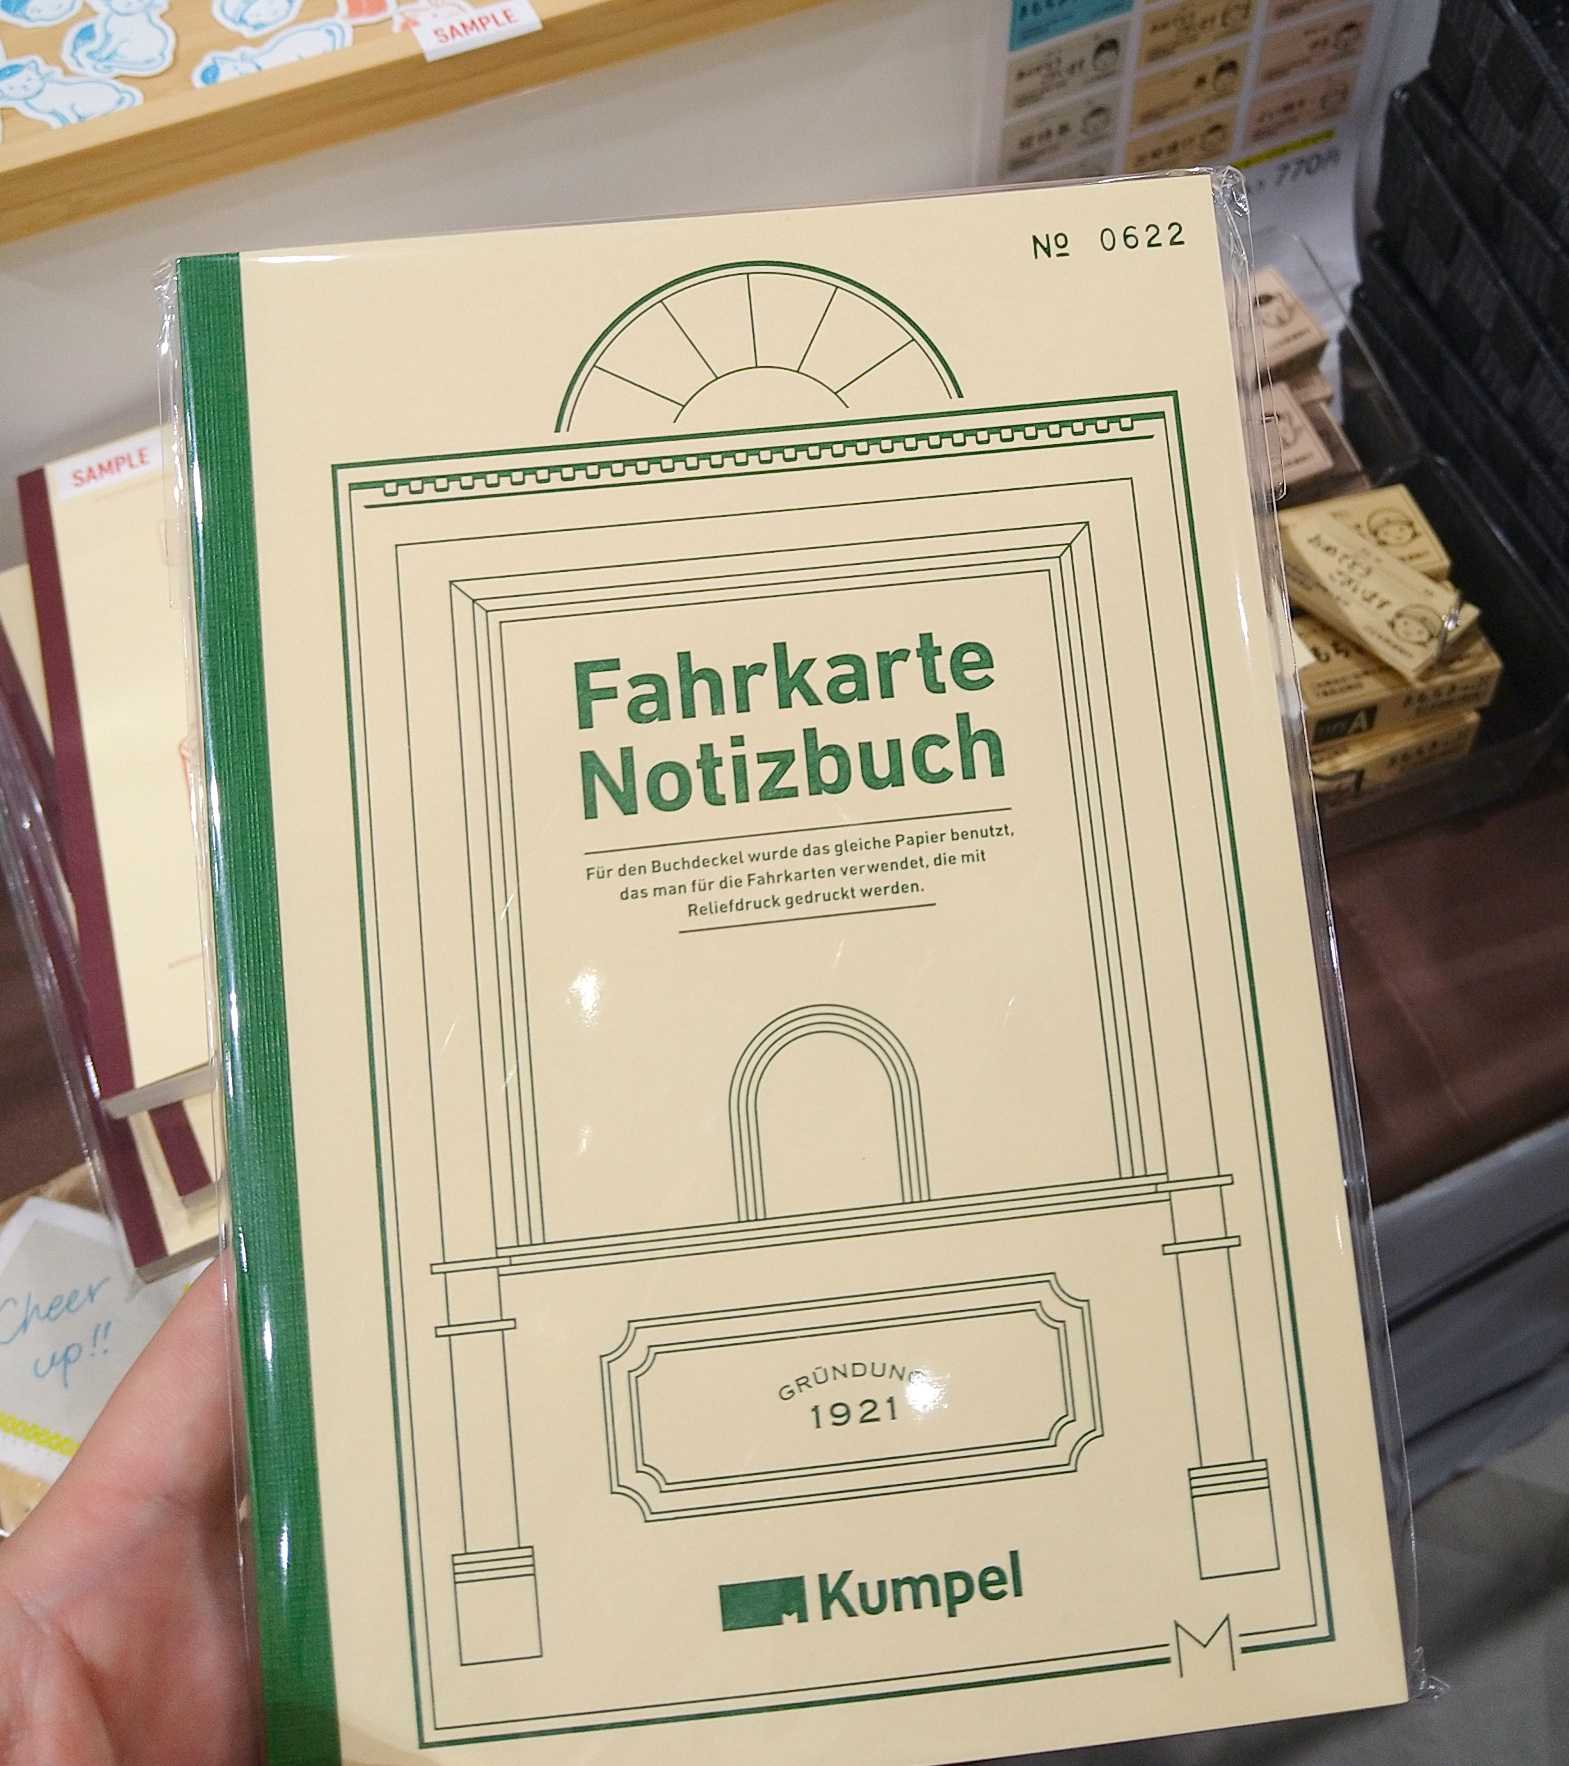 SAMPLE
770円
Nº 0622
SAMPLE
Fahrkarte
Notizbuch
Für den Buchdeckel wurde das gleiche Papier benutzt,
das man für die Fahrkarten verwendet, die mit
Reliefdruck gedruckt werden.
Cheer
up!!
GRÜNDUNG
1921
Kumpel
M